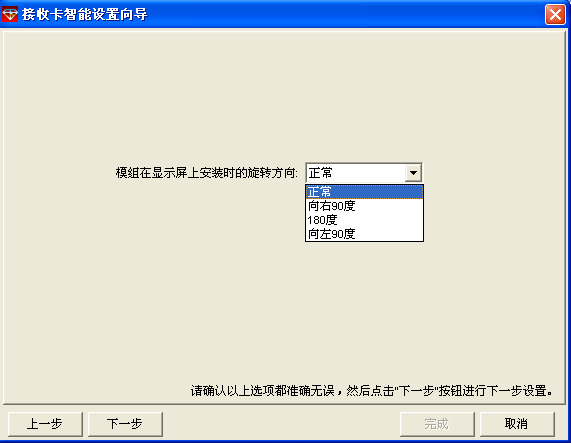 接收卡智能设置向导
模组在显示屏上安装时的旋转方向: 正常
正常
向右90度
180度
向左90度
请确认以上选项都准确无误，然后点击"下一步"按钮进行下一步设置。
上一步 下一步 完成 取消